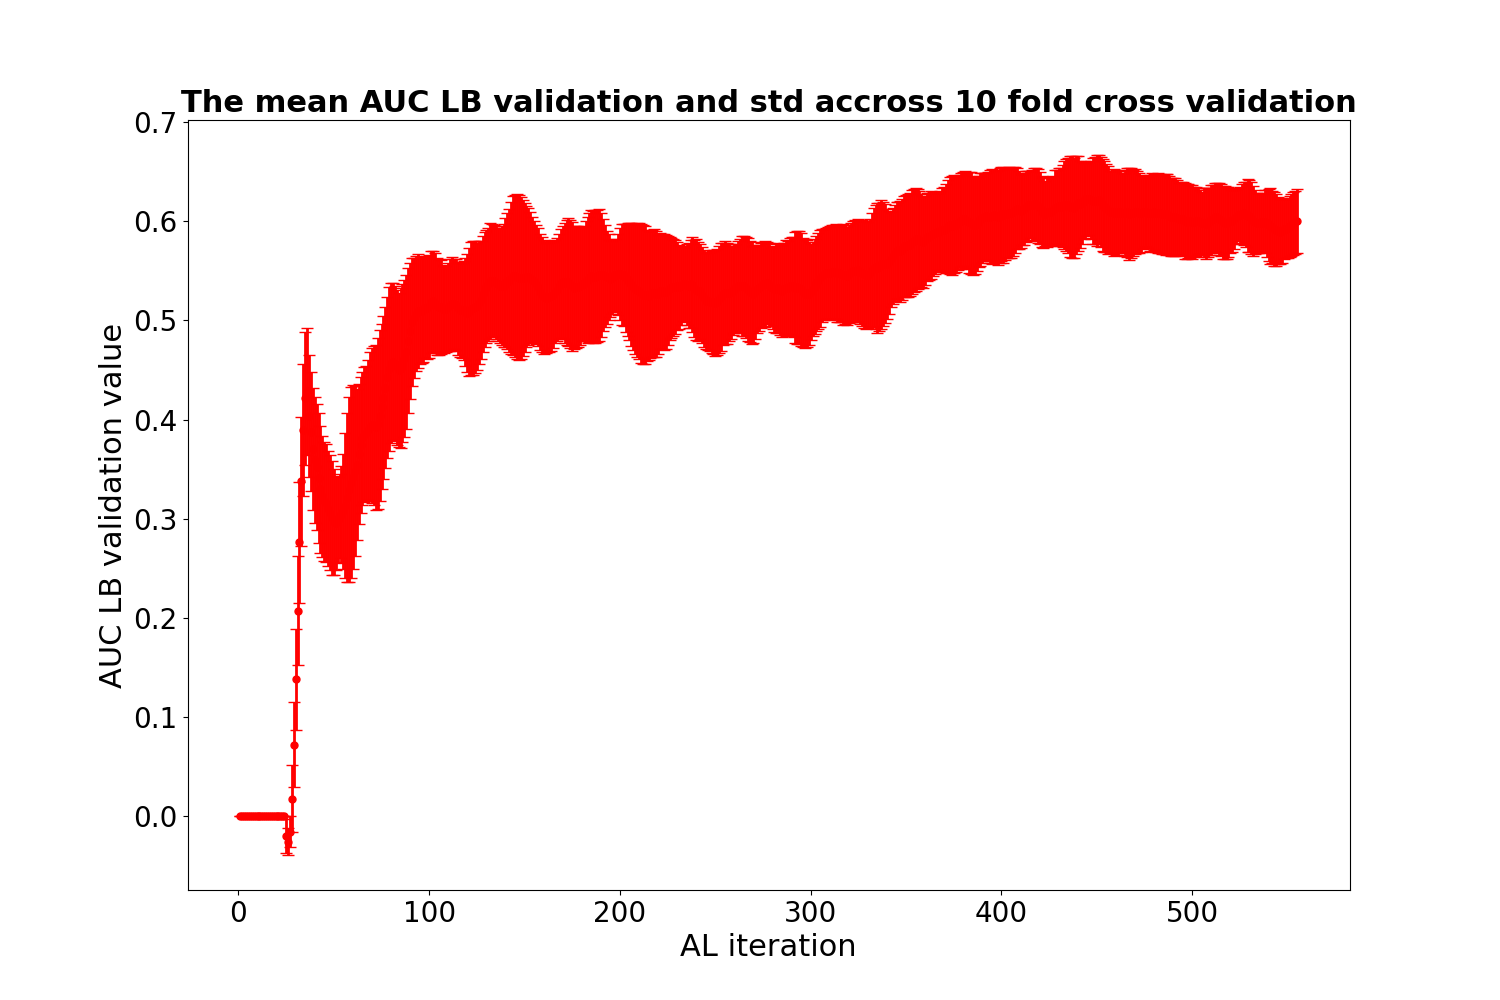 The mean AUC LB validation and std accross 10 fold cross validation
0.7
0.6
0.5
0.4
0.3
0.2
0.1
0.0
AUC LB validation value
0 100 200 300 400 500
AL iteration